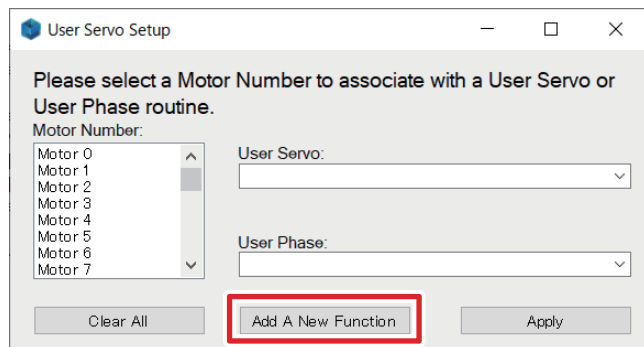 User Servo Setup
Please select a Motor Number to associate with a User Servo or
User Phase routine.
Motor Number:
Motor 0
Motor 1
Motor 2
Motor 3
Motor 4
Motor 5
Motor 6
Motor 7
User Servo:
User Phase:
Clear All
Add A New Function
Apply